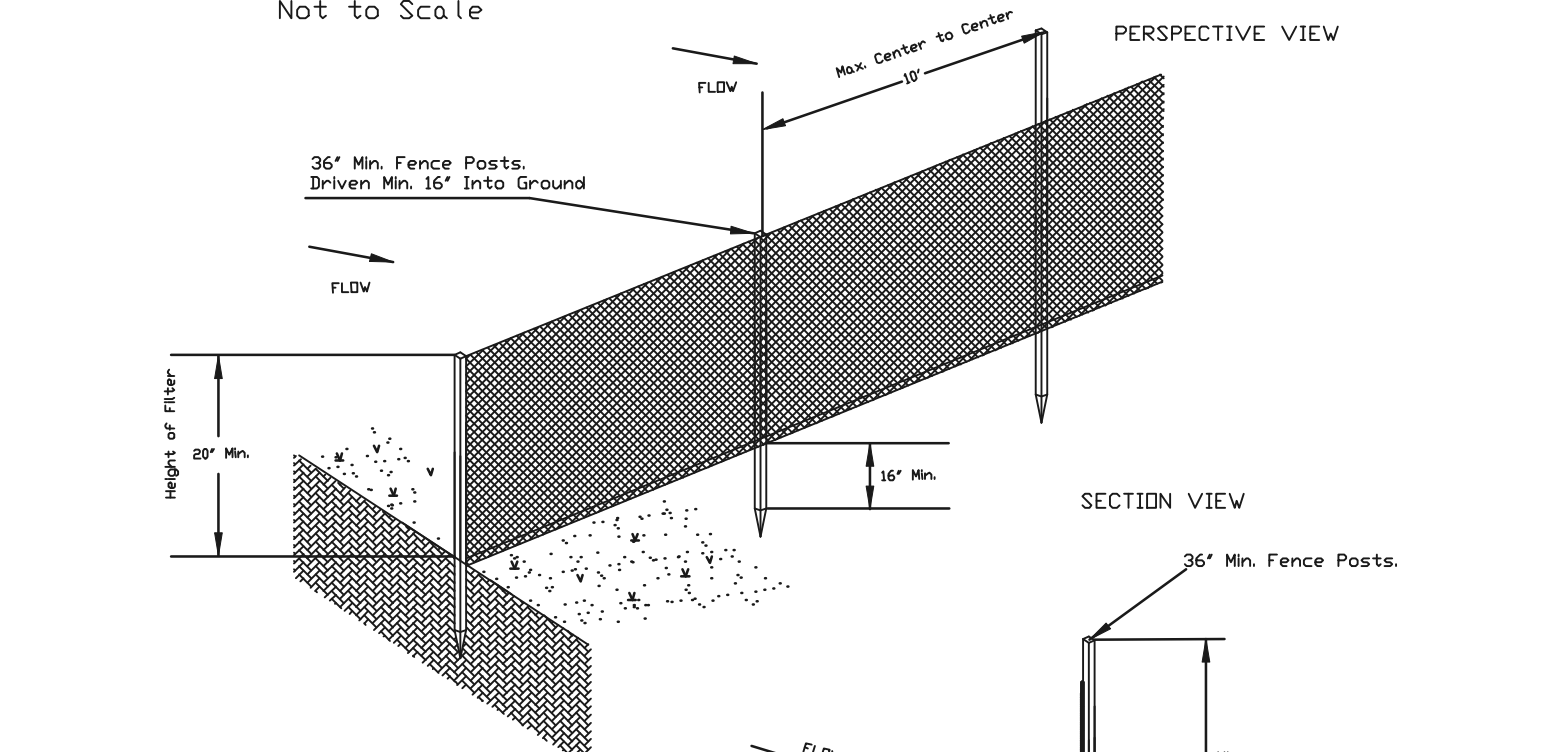 Not to Scale
Max. Center to Center
PERSPECTIVE VIEW
10'
FLOW
36" Min. Fence Posts.
Driven Min. 16" Into Ground
FLOW
Height of Filter
20" Min.
16" Min.
SECTION VIEW
36" Min. Fence Posts.